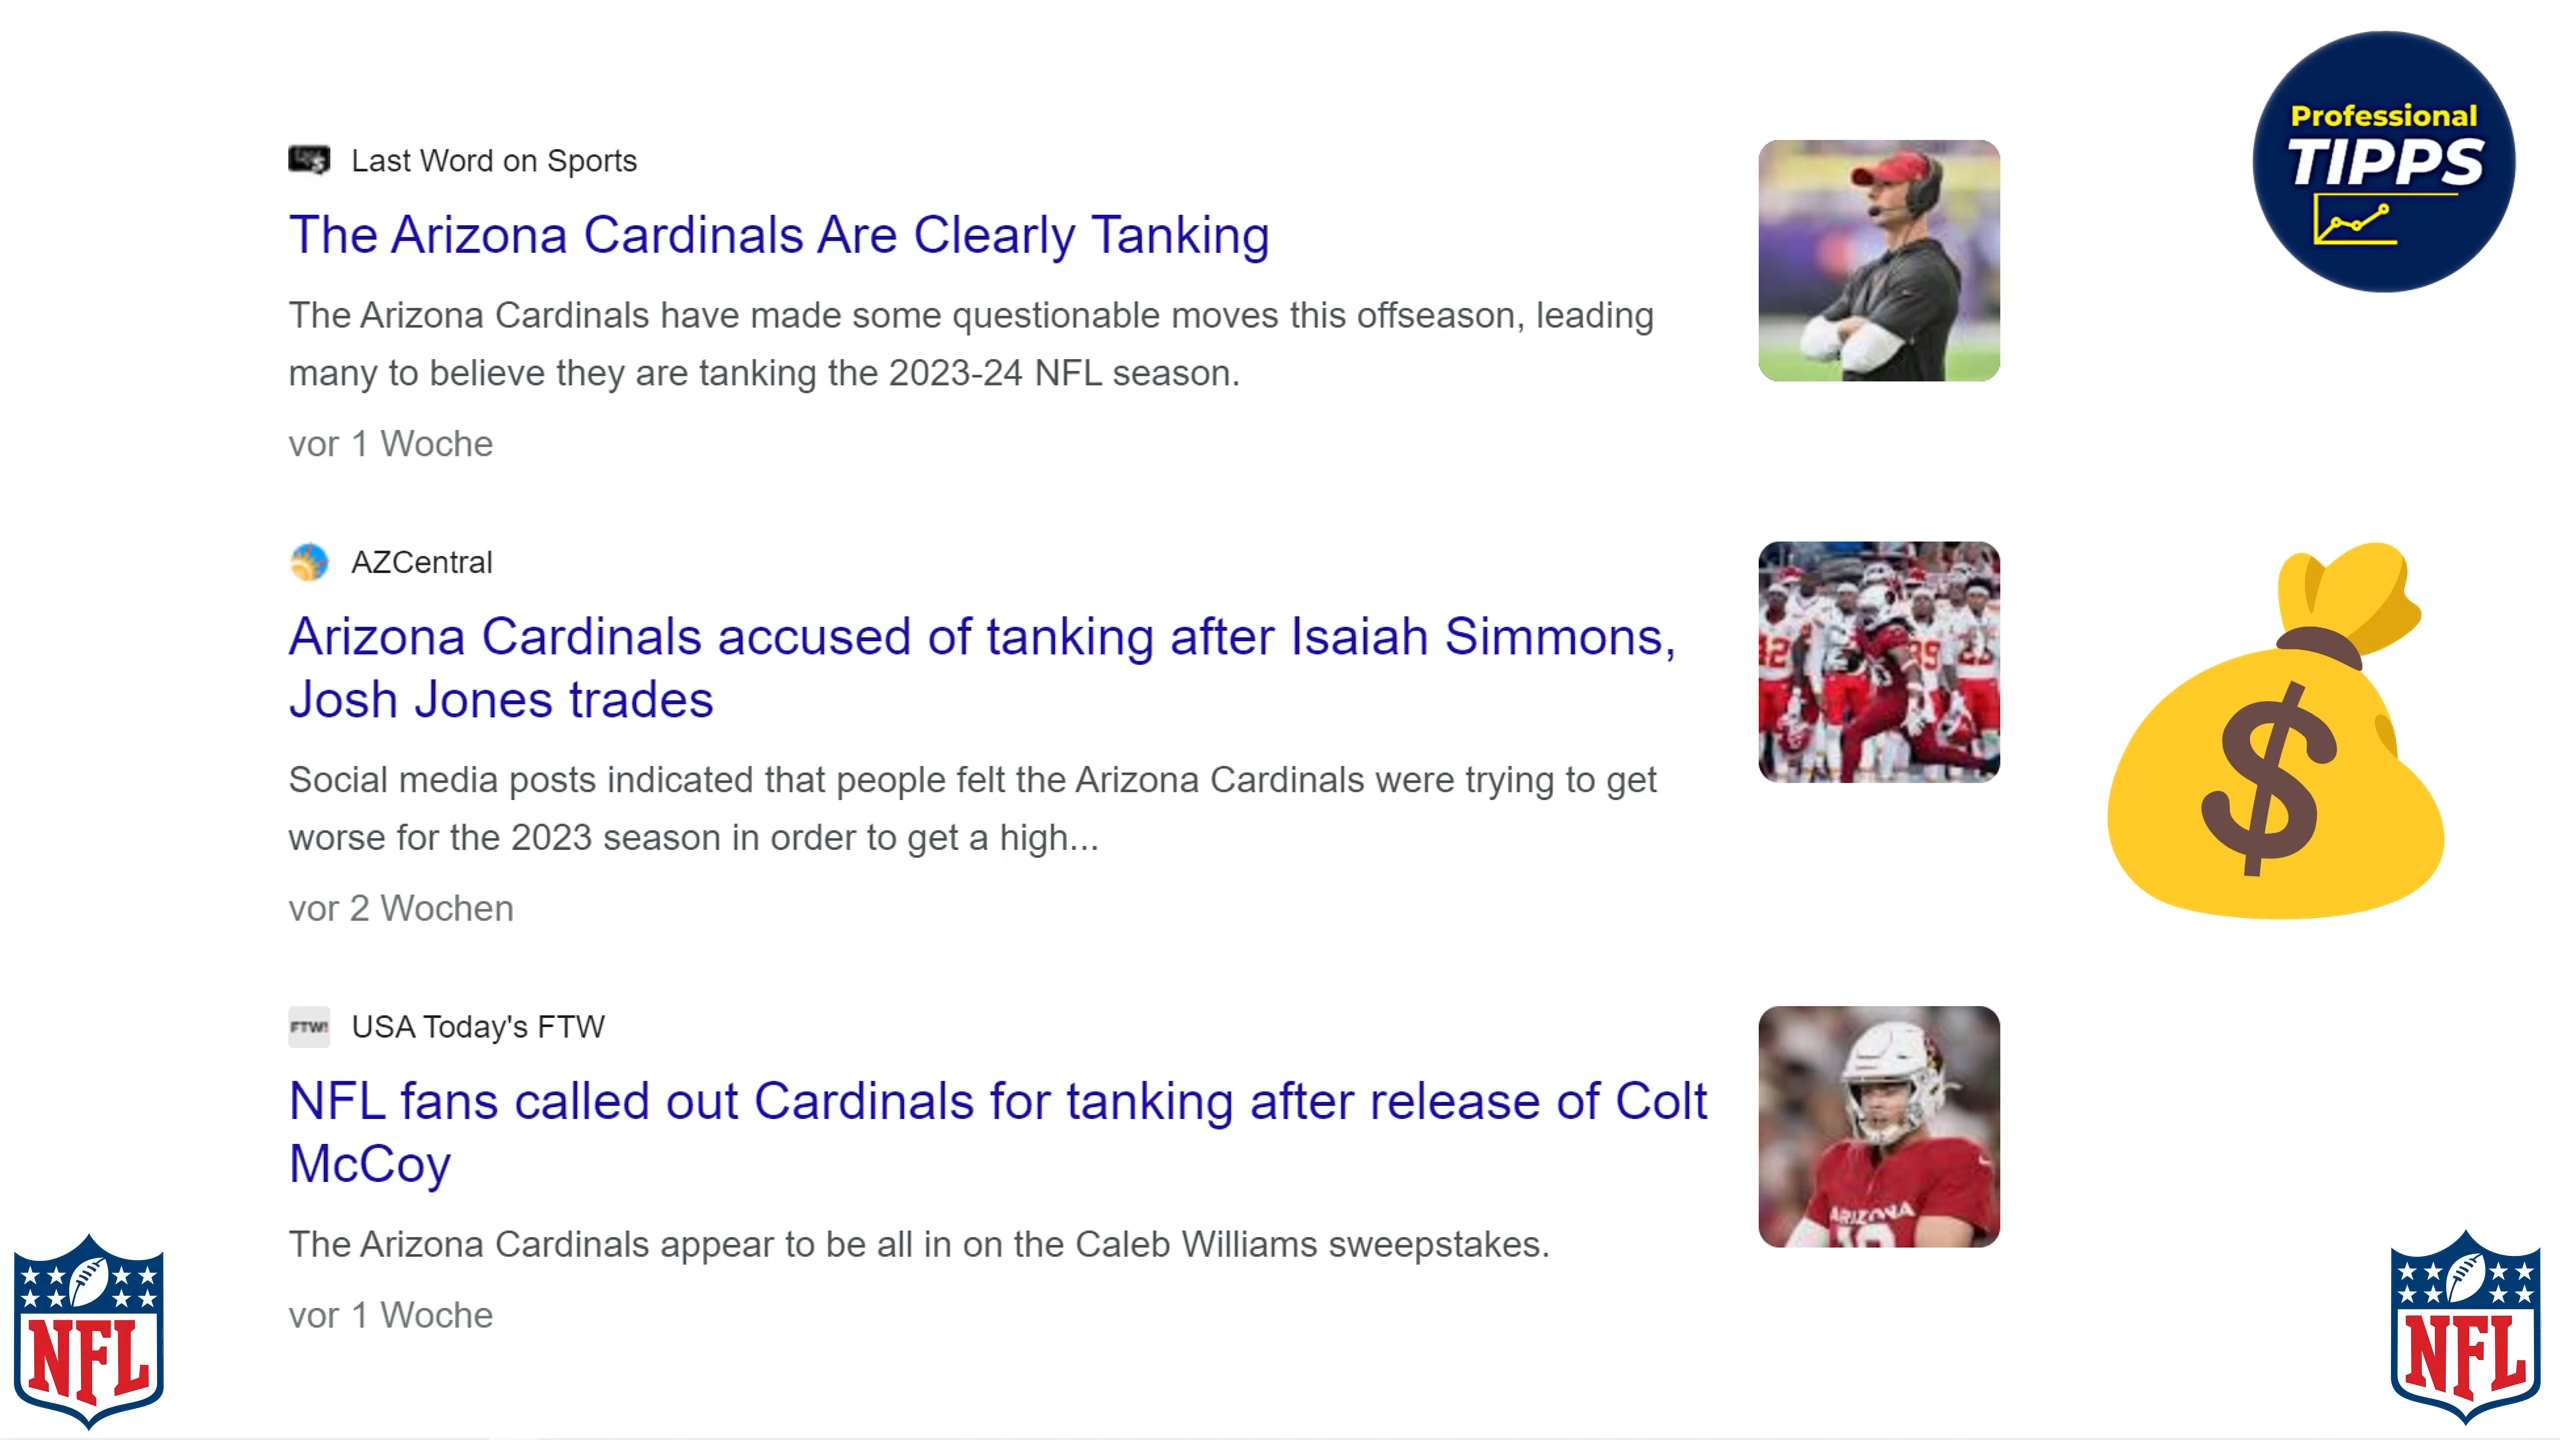 Professional
TIPPS
Last Word on Sports
The Arizona Cardinals Are Clearly Tanking
The Arizona Cardinals have made some questionable moves this offseason, leading
many to believe they are tanking the 2023-24 NFL season.
vor 1 Woche
AZCentral
Arizona Cardinals accused of tanking after Isaiah Simmons,
Josh Jones trades
Social media posts indicated that people felt the Arizona Cardinals were trying to get
worse for the 2023 season in order to get a high...
vor 2 Wochen
$
FTW!
USA Today's FTW
NFL fans called out Cardinals for tanking after release of Colt
McCoy
The Arizona Cardinals appear to be all in on the Caleb Williams sweepstakes.
vor 1 Woche
ARIZONA
NFL
NFL